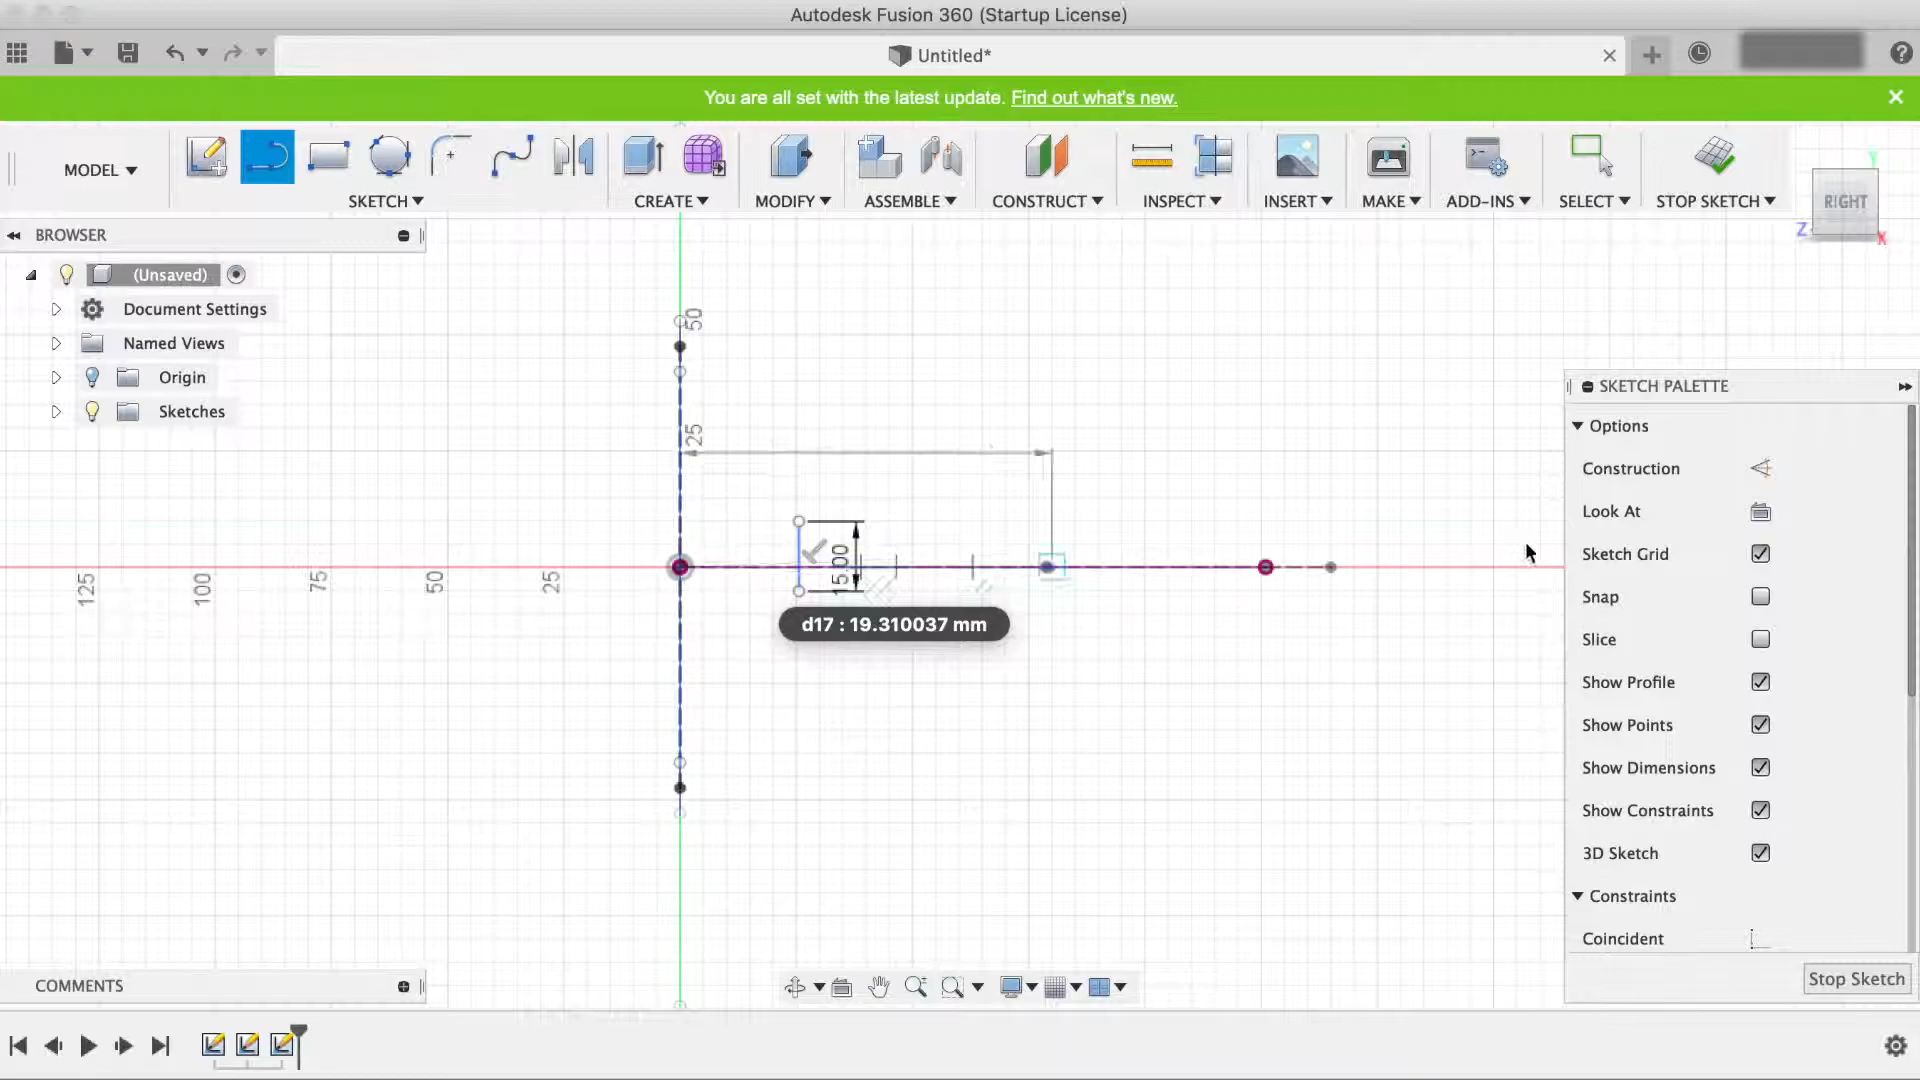 Autodesk Fusion 360 (Startup License)
Untitled*
You are all set with the latest update. Find out what's new.
MODEL
SKETCH
CREATE
MODIFY
ASSEMBLE
CONSTRUCT
INSPECT
INSERT
MAKE
ADD-INS
SELECT
STOP SKETCH
RIGHT
Y
Z
X
BROWSER
(Unsaved)
Document Settings
Named Views
Origin
Sketches
50
25
125
100
75
50
25
15.00
d17 : 19.310037 mm
SKETCH PALETTE
Options
Construction
Look At
Sketch Grid
Snap
Slice
Show Profile
Show Points
Show Dimensions
Show Constraints
3D Sketch
Constraints
Coincident
Stop Sketch
COMMENTS